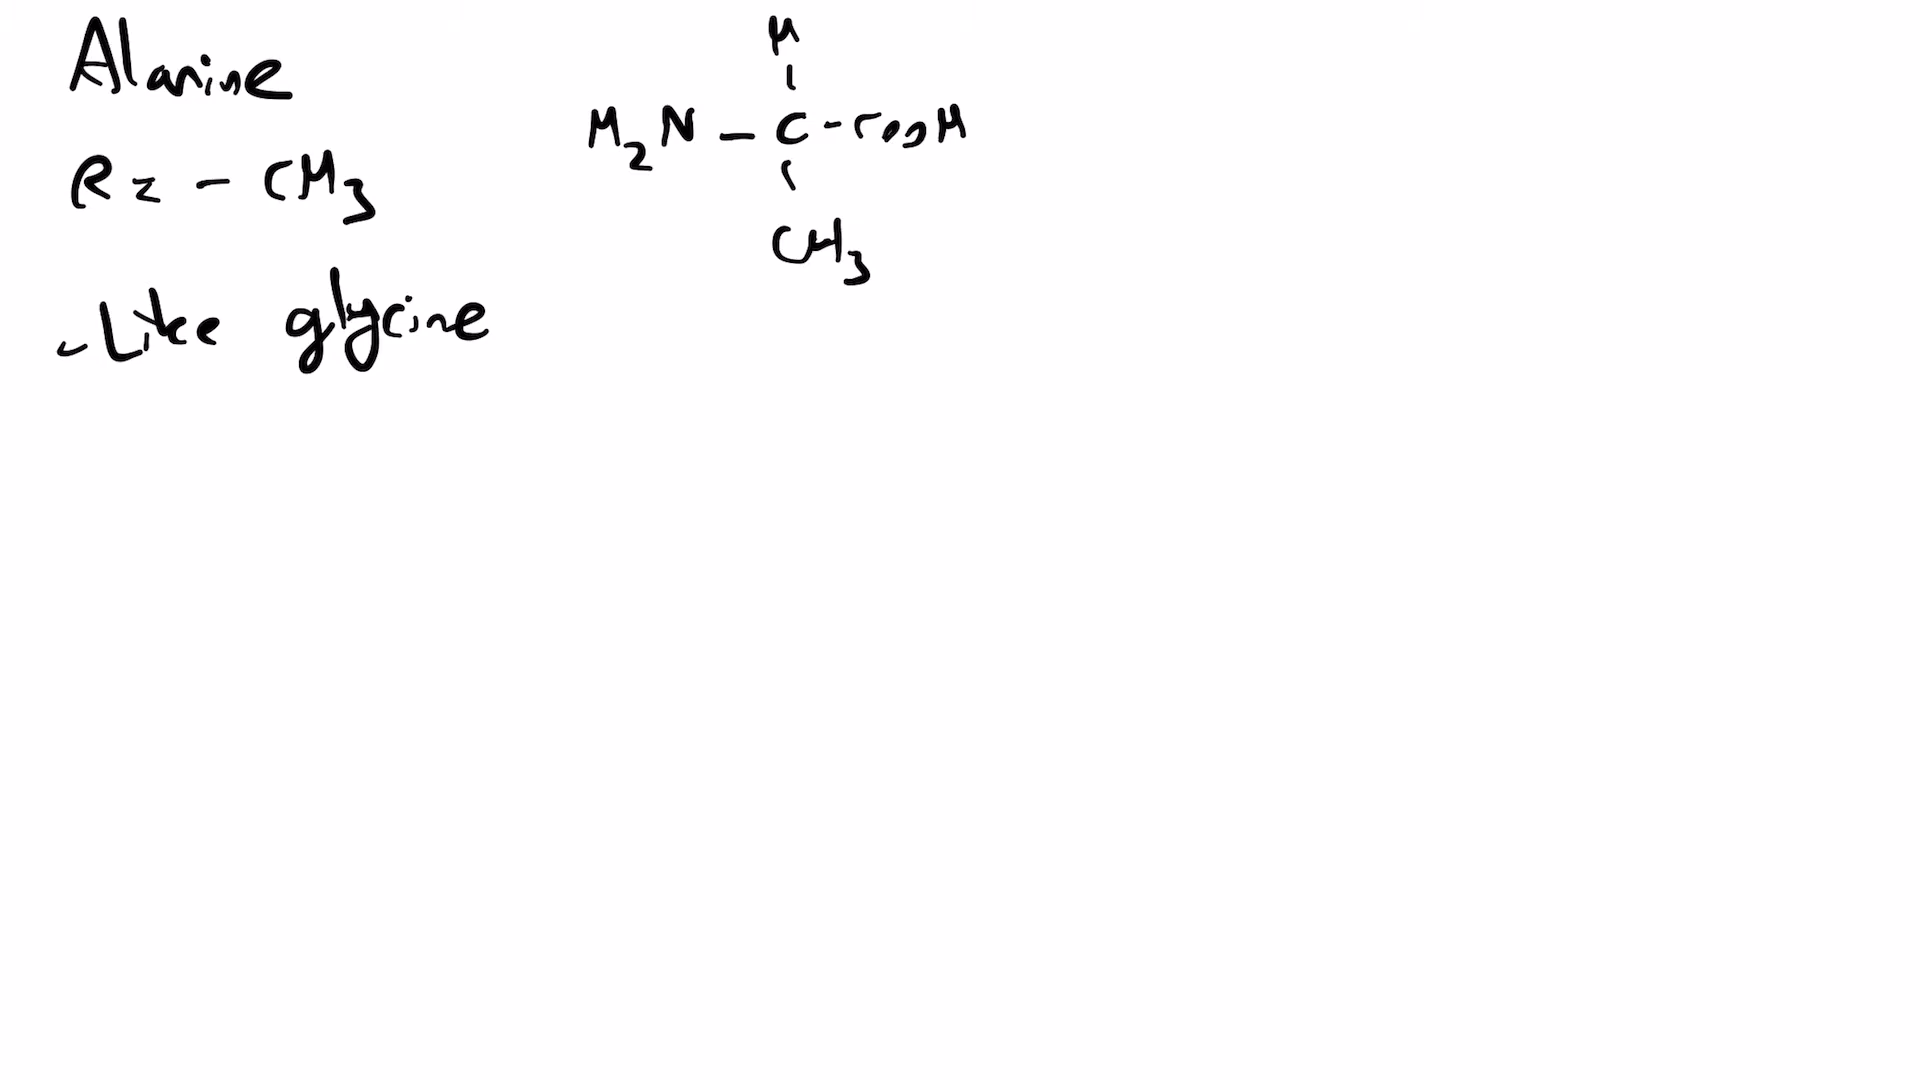 Alanine
R = - CH3
- Like glycine
H
H2N - C - COOH
CH3